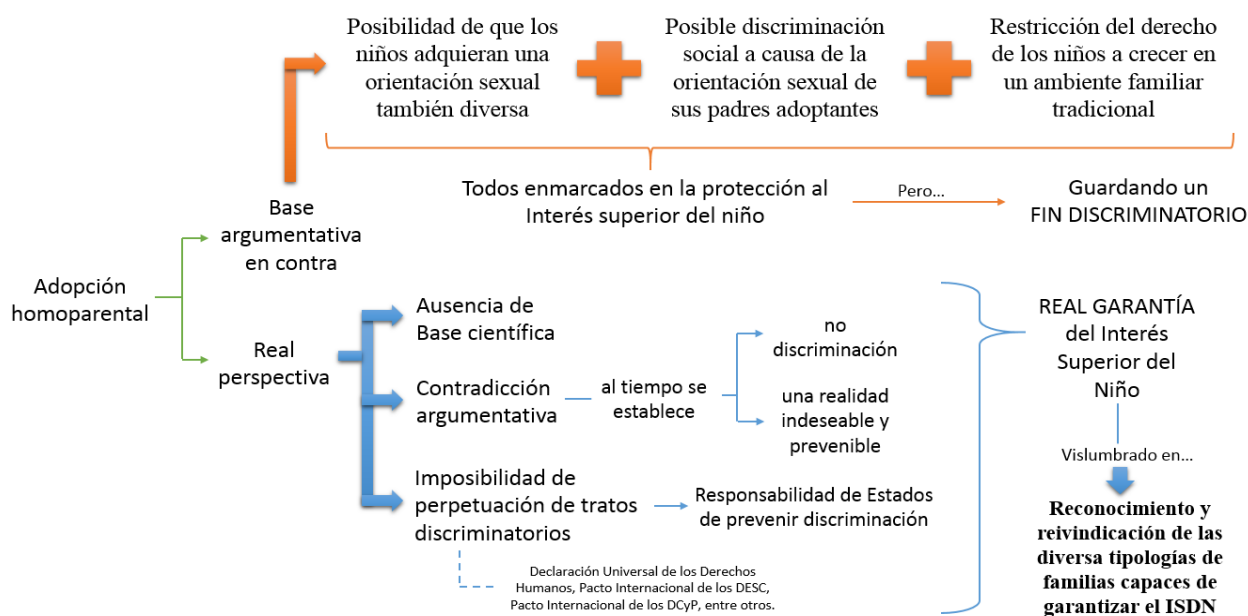 Posibilidad de que los
niños adquieran una
orientación sexual
también diversa
Posible discriminación
social a causa de la
orientación sexual de
sus padres adoptantes
Restricción del derecho
de los niños a crecer en
un ambiente familiar
tradicional
Todos enmarcados en la protección al
Interés superior del niño
Pero...
Guardando un
FIN DISCRIMINATORIO
Base
argumentativa
en contra
Adopción
homoparental
Real
perspectiva
Ausencia de
Base científica
Contradicción
argumentativa
al tiempo se
establece
no
discriminación
una realidad
indeseable y
prevenible
Imposibilidad de
perpetuación de tratos
discriminatorios
Responsabilidad de Estados
de prevenir discriminación
Declaración Universal de los Derechos
Humanos, Pacto Internacional de los DESC,
Pacto Internacional de los DCyP, entre otros.
REAL GARANTÍA
del Interés
Superior del
Niño
Vislumbrado en...
Reconocimiento y
reivindicación de las
diversa tipologías de
familias capaces de
garantizar el ISDN